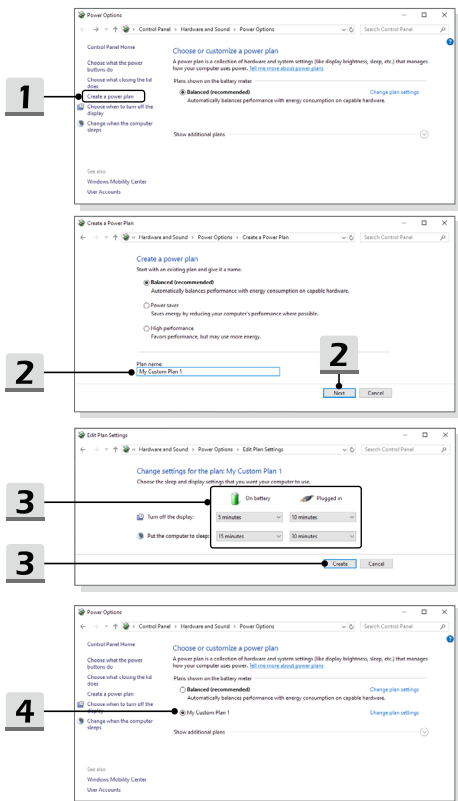 Power Options
Control Panel › Hardware and Sound › Power Options
Search Control Panel
Control Panel Home
Choose what the power
buttons do
Choose what closing the lid
does
Create a power plan
Choose when to turn off the
display
Change when the computer
sleeps
See also
Windows Mobility Center
User Accounts
Choose or customize a power plan
A power plan is a collection of hardware and system settings (like display brightness, sleep, etc.) that manages
how your computer uses power. Tell me more about power plans
Plans shown on the battery meter
Balanced (recommended)
Change plan settings
Automatically balances performance with energy consumption on capable hardware.
Show additional plans
1
Create a Power Plan
« Hardware and Sound › Power Options › Create a Power Plan
Search Control Panel
Create a power plan
Start with an existing plan and give it a name.
Balanced (recommended)
Automatically balances performance with energy consumption on capable hardware.
Power saver
Saves energy by reducing your computer's performance where possible.
High performance
Favors performance, but may use more energy.
Plan name:
My Custom Plan 1
2
2
Next
Cancel
Edit Plan Settings
« Hardware and Sound › Power Options › Edit Plan Settings
Search Control Panel
Change settings for the plan: My Custom Plan 1
Choose the sleep and display settings that you want your computer to use.
On battery
Plugged in
Turn off the display:
5 minutes
10 minutes
Put the computer to sleep:
15 minutes
30 minutes
3
3
Create
Cancel
Power Options
Control Panel › Hardware and Sound › Power Options
Search Control Panel
Control Panel Home
Choose what the power
buttons do
Choose what closing the lid
does
Create a power plan
Choose when to turn off the
display
Change when the computer
sleeps
See also
Windows Mobility Center
User Accounts
Choose or customize a power plan
A power plan is a collection of hardware and system settings (like display brightness, sleep, etc.) that manages
how your computer uses power. Tell me more about power plans
Plans shown on the battery meter
Balanced (recommended)
Change plan settings
Automatically balances performance with energy consumption on capable hardware.
My Custom Plan 1
Change plan settings
Show additional plans
4